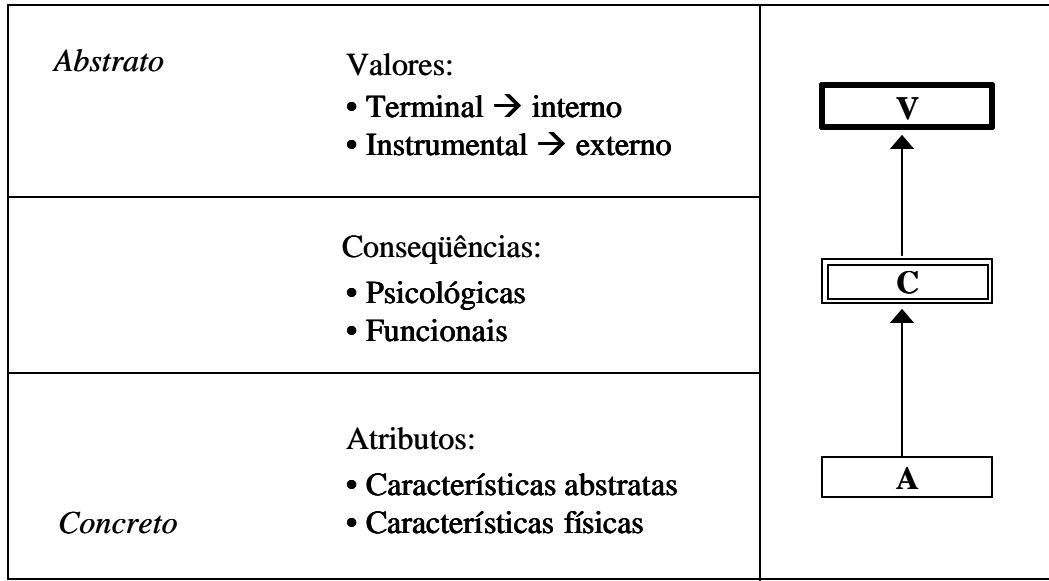 Abstrato
Valores:
• Terminal → interno
• Instrumental → externo
V
Conseqüências:
• Psicológicas
• Funcionais
C
Atributos:
• Características abstratas
• Características físicas
Concreto
A